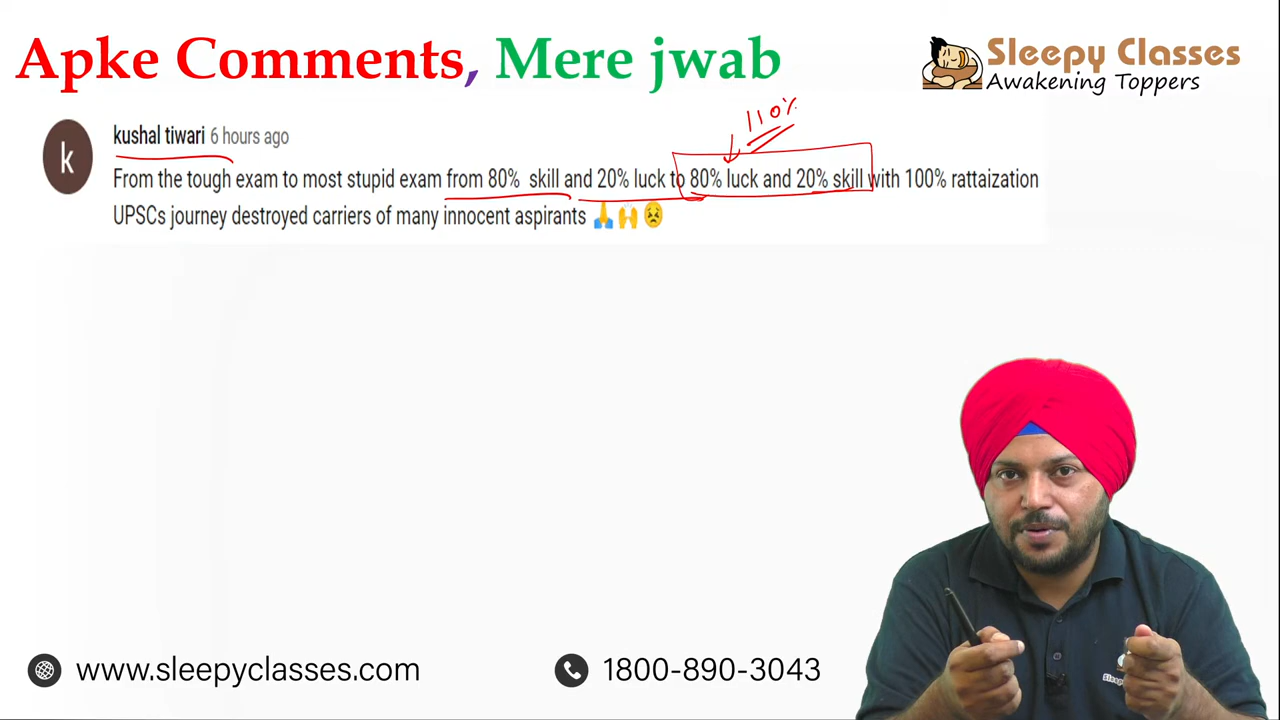 Apke Comments, Mere jwab
Sleepy Classes
Awakening Toppers
110%
k
kushal tiwari 6 hours ago
From the tough exam to most stupid exam from 80% skill and 20% luck to 80% luck and 20% skill with 100% rattaization
UPSCs journey destroyed carriers of many innocent aspirants 🙏🙌😣
Sleepy
www.sleepyclasses.com
1800-890-3043